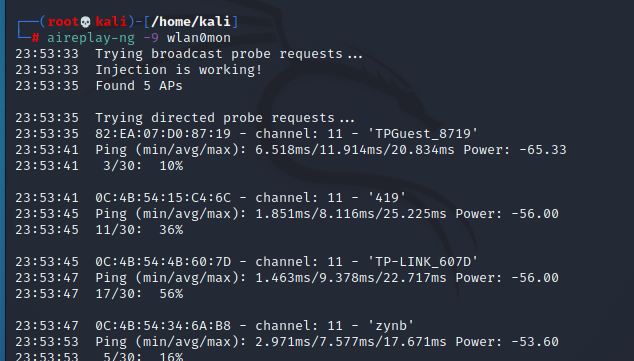 (root💀kali)-[/home/kali]
# aireplay-ng -9 wlan0mon
23:53:33 Trying broadcast probe requests...
23:53:33 Injection is working!
23:53:35 Found 5 APs
23:53:35 Trying directed probe requests...
23:53:35 82:EA:07:D0:87:19 - channel: 11 - 'TPGuest_8719'
23:53:41 Ping (min/avg/max): 6.518ms/11.914ms/20.834ms Power: -65.33
23:53:41 3/30: 10%
23:53:41 0C:4B:54:15:C4:6C - channel: 11 - '419'
23:53:45 Ping (min/avg/max): 1.851ms/8.116ms/25.225ms Power: -56.00
23:53:45 11/30: 36%
23:53:45 0C:4B:54:4B:60:7D - channel: 11 - 'TP-LINK_607D'
23:53:47 Ping (min/avg/max): 1.463ms/9.378ms/22.717ms Power: -56.00
23:53:47 17/30: 56%
23:53:47 0C:4B:54:34:6A:B8 - channel: 11 - 'zynb'
23:53:53 Ping (min/avg/max): 2.971ms/7.577ms/17.671ms Power: -53.60
23:53:53 5/30: 16%